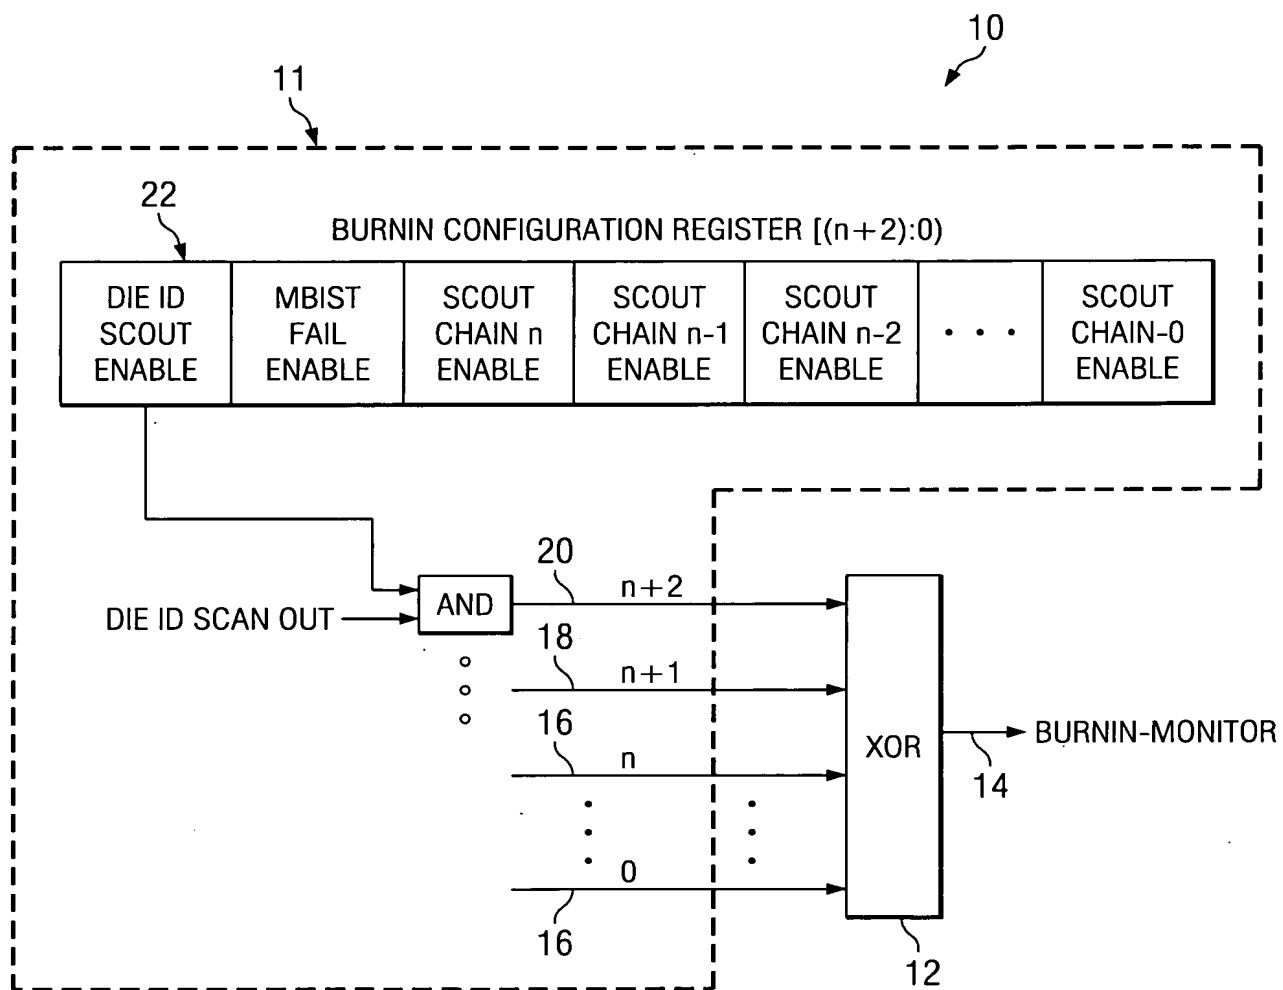 10
11
22
BURNIN CONFIGURATION REGISTER [(n+2):0)
DIE ID
SCOUT
ENABLE
MBIST
FAIL
ENABLE
SCOUT
CHAIN n
ENABLE
SCOUT
CHAIN n-1
ENABLE
SCOUT
CHAIN n-2
ENABLE
• • •
SCOUT
CHAIN-0
ENABLE
20
n+2
AND
DIE ID SCAN OUT
18
n+1
16
n
XOR
BURNIN-MONITOR
14
0
16
12